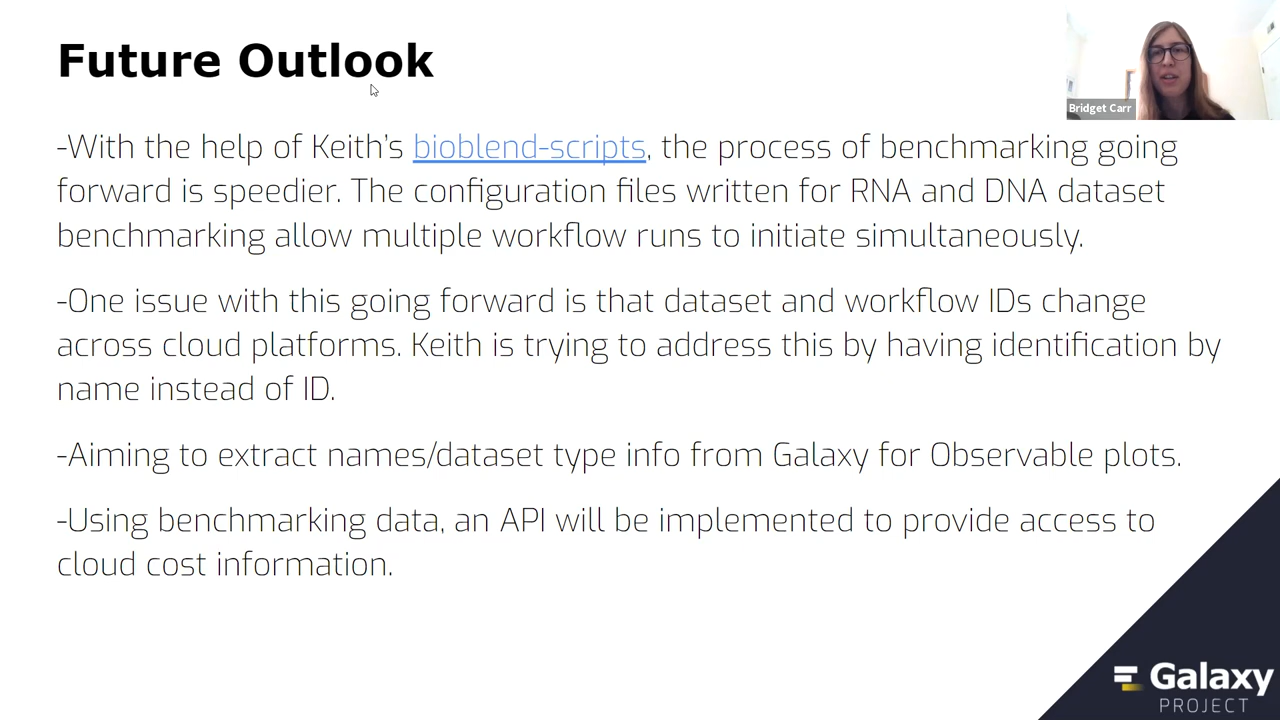 Future Outlook
Bridget Carr
-With the help of Keith's bioblend-scripts, the process of benchmarking going
forward is speedier. The configuration files written for RNA and DNA dataset
benchmarking allow multiple workflow runs to initiate simultaneously.
-One issue with this going forward is that dataset and workflow IDs change
across cloud platforms. Keith is trying to address this by having identification by
name instead of ID.
-Aiming to extract names/dataset type info from Galaxy for Observable plots.
-Using benchmarking data, an API will be implemented to provide access to
cloud cost information.
Galaxy
PROJECT